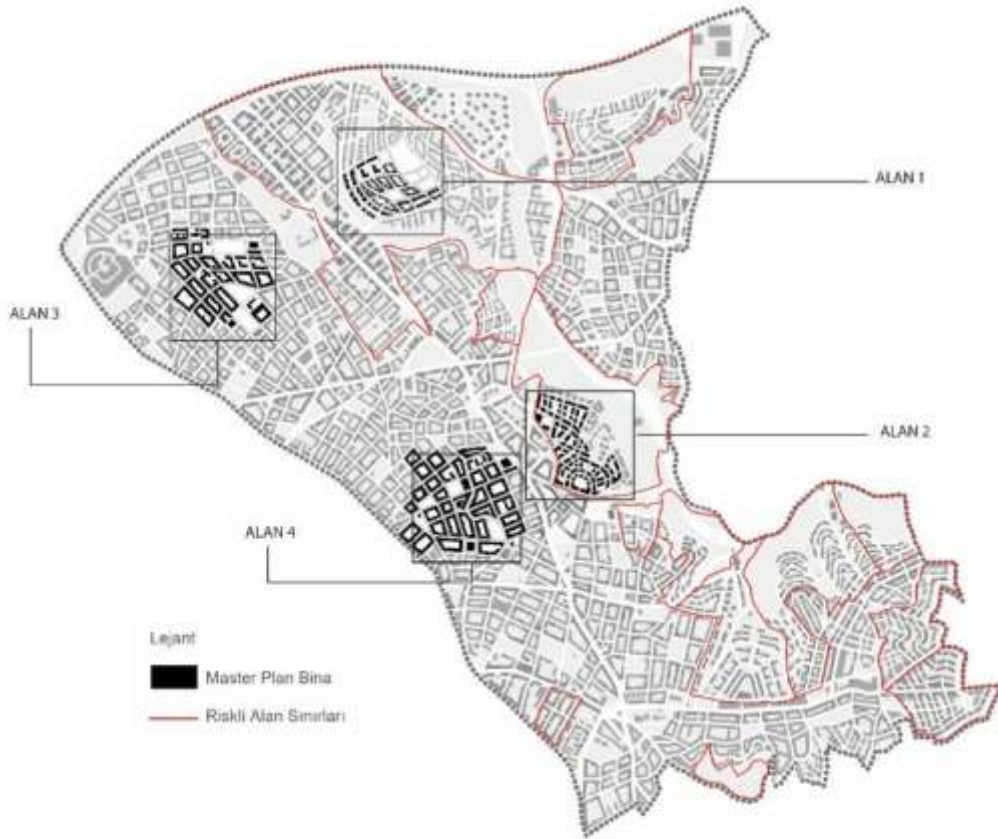 ALAN 1
ALAN 3
ALAN 2
ALAN 4
Lejant
Master Plan Bina
Riskli Alan Sınırları